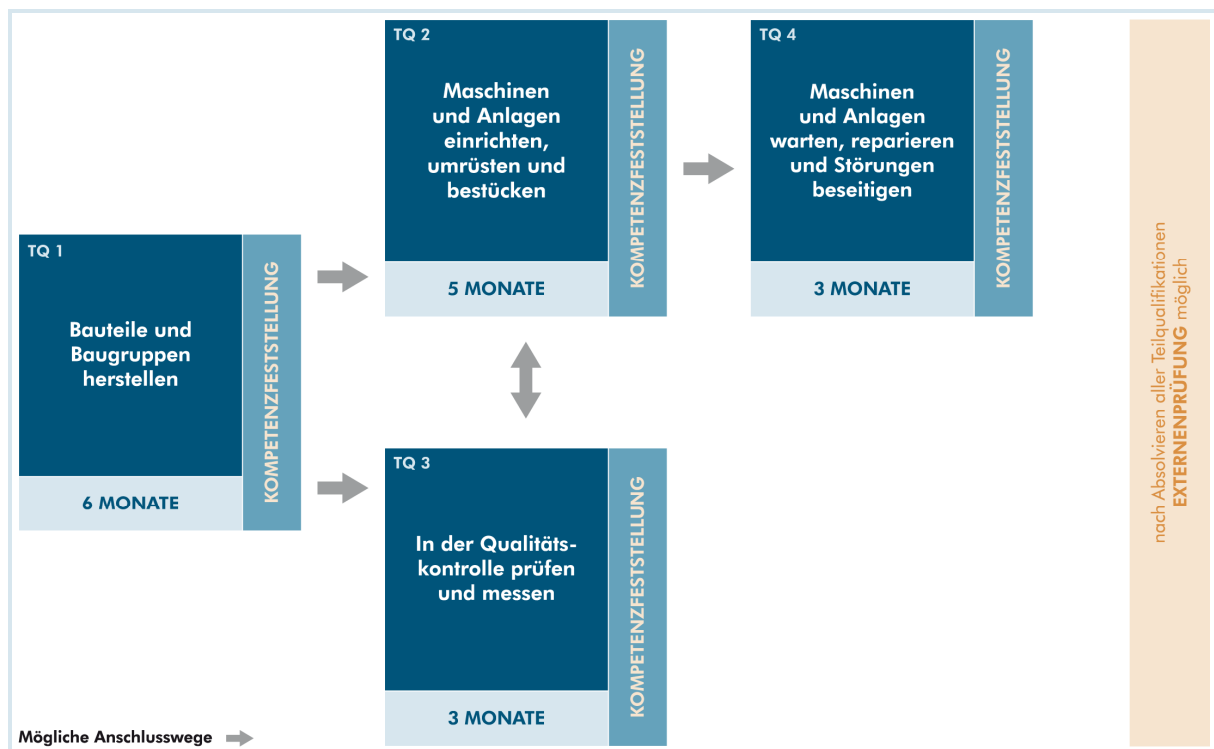 TQ 1
Bauteile und
Baugruppen
herstellen
6 MONATE
KOMPETENZFESTSTELLUNG
TQ 2
Maschinen
und Anlagen
einrichten,
umrüsten und
bestücken
5 MONATE
KOMPETENZFESTSTELLUNG
TQ 3
In der Qualitäts-
kontrolle prüfen
und messen
3 MONATE
KOMPETENZFESTSTELLUNG
TQ 4
Maschinen
und Anlagen
warten, reparieren
und Störungen
beseitigen
3 MONATE
KOMPETENZFESTSTELLUNG
nach Absolvieren aller Teilqualifikationen
EXTERNENPRÜFUNG möglich
Mögliche Anschlusswege